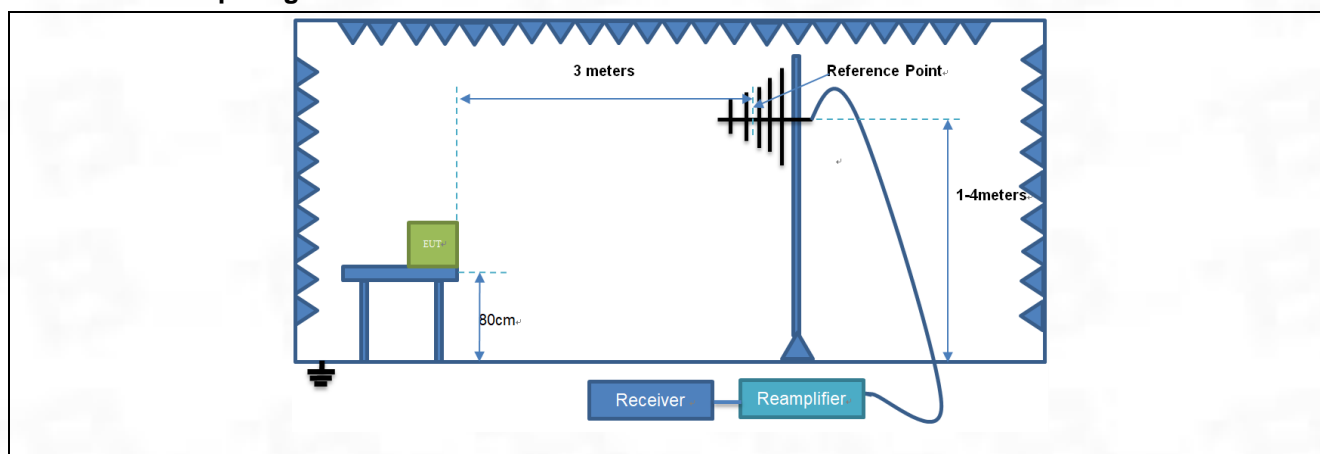 3 meters
Reference Point
1-4meters
EUT
80cm
Receiver
Reamplifier